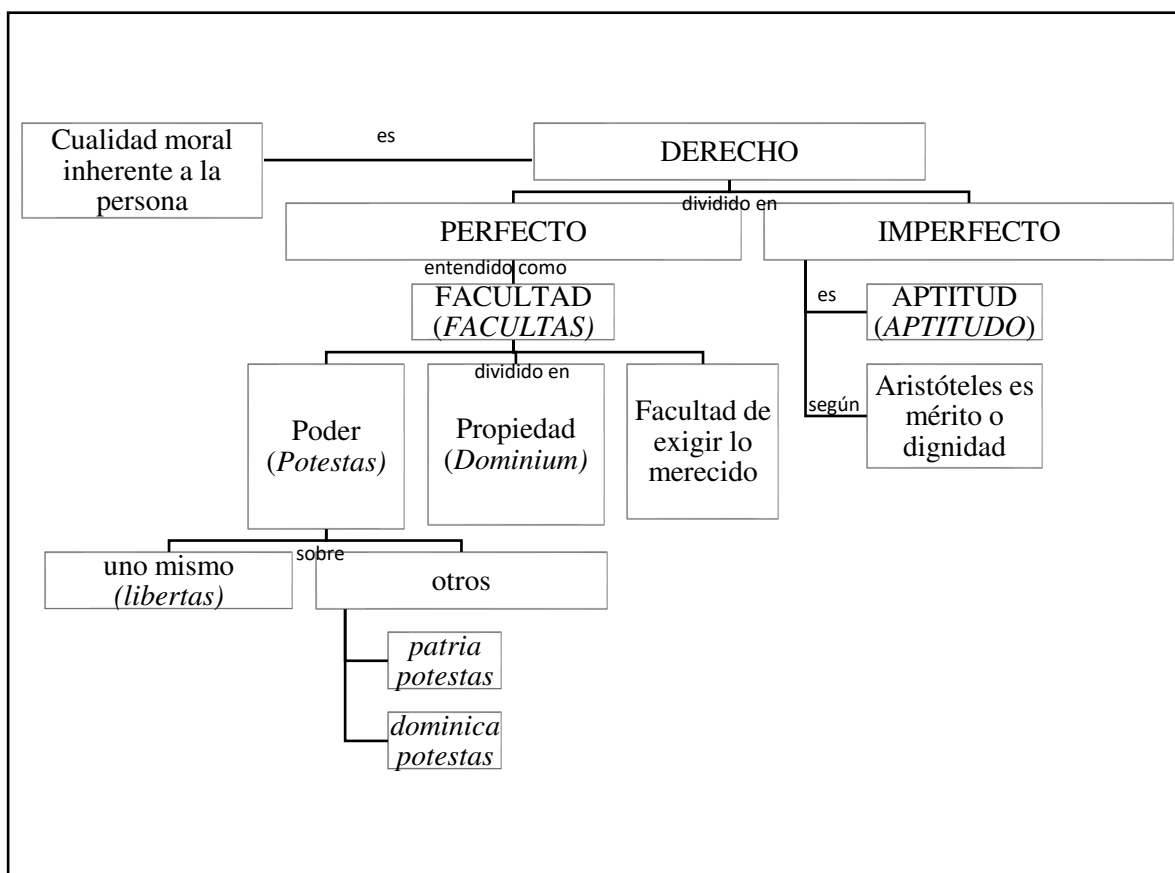 es
Cualidad moral
inherente a la
persona
DERECHO
dividido en
PERFECTO
IMPERFECTO
entendido como
FACULTAD
(FACULTAS)
es
APTITUD
(APTITUDO)
dividido en
Poder
(Potestas)
Propiedad
(Dominium)
Facultad de
exigir lo
merecido
según
Aristóteles es
mérito o
dignidad
sobre
uno mismo
(libertas)
otros
patria
potestas
dominica
potestas